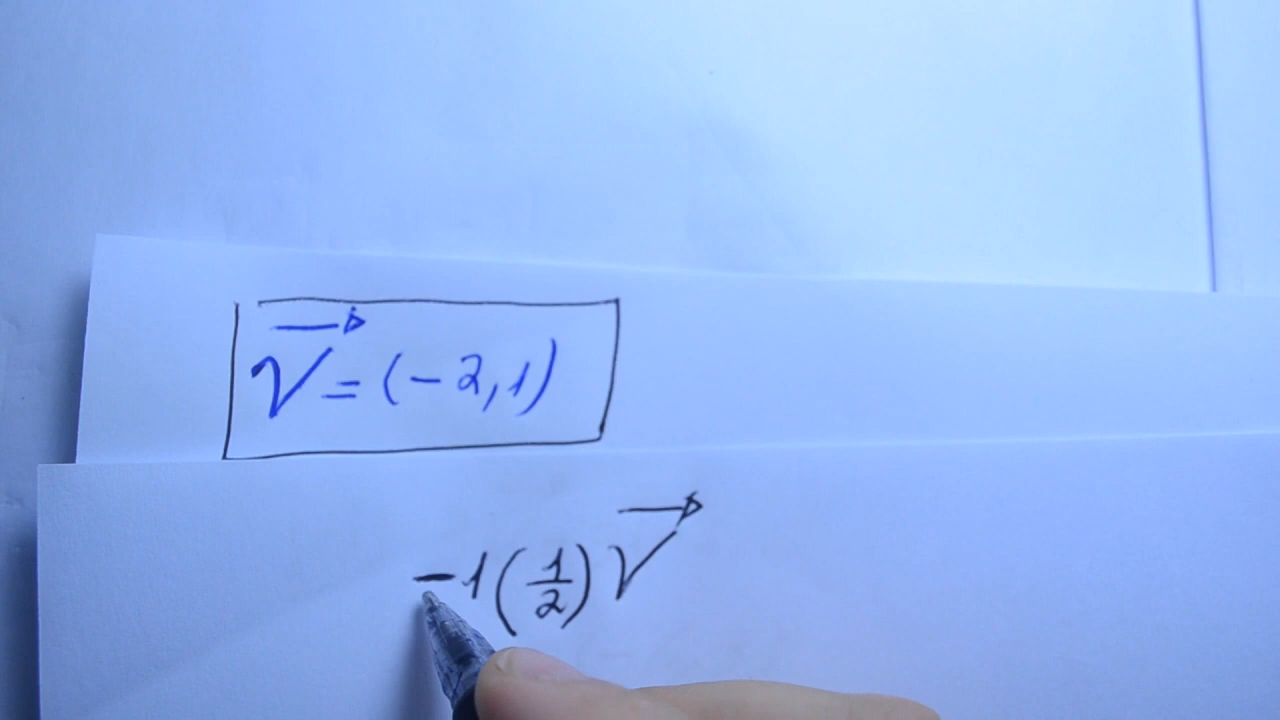 V⃗ = (-2,1)
-1(1/2)V⃗